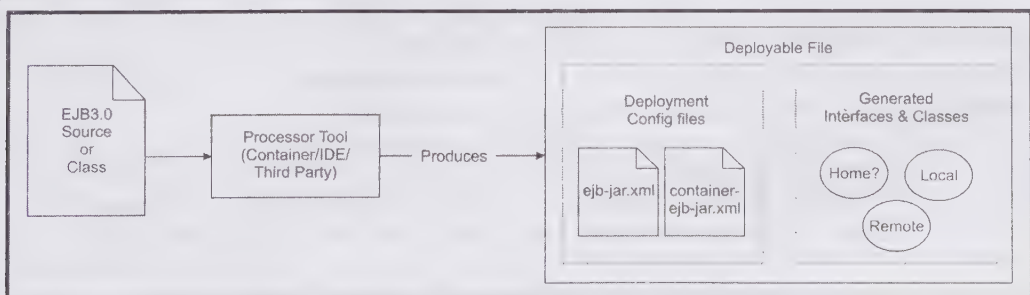 EJB3.0
Source
or
Class
Processor Tool
(Container/IDE/
Third Party)
Produces
Deployable File
Deployment
Config files
ejb-jar.xml
container-
ejb-jar.xml
Generated
Interfaces & Classes
Home?
Local
Remote